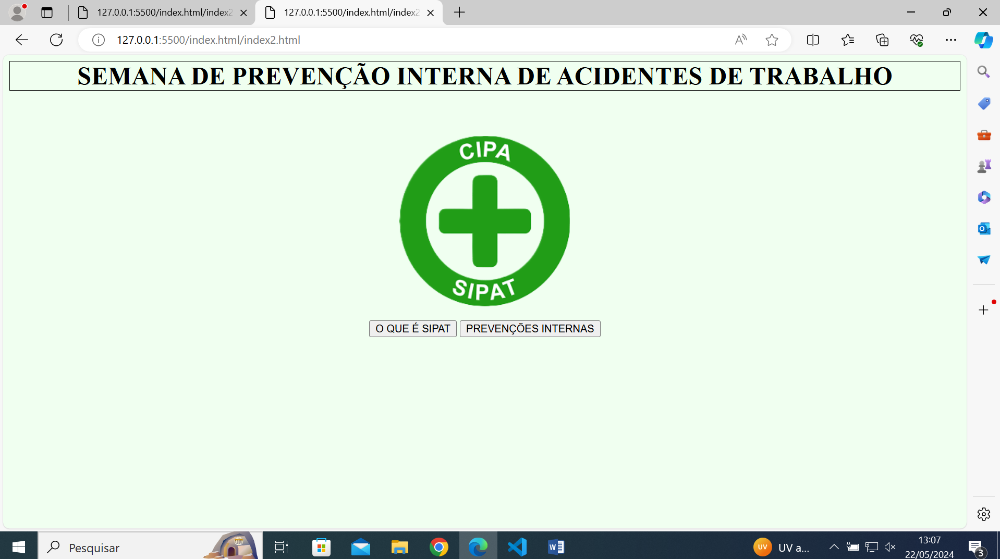 127.0.0.1:5500/index.html/index2
127.0.0.1:5500/index.html/index2
127.0.0.1:5500/index.html/index2.html
SEMANA DE PREVENÇÃO INTERNA DE ACIDENTES DE TRABALHO
CIPA
SIPAT
O QUE É SIPAT PREVENÇÕES INTERNAS
Pesquisar
UV UV a...
13:07
22/05/2024
3